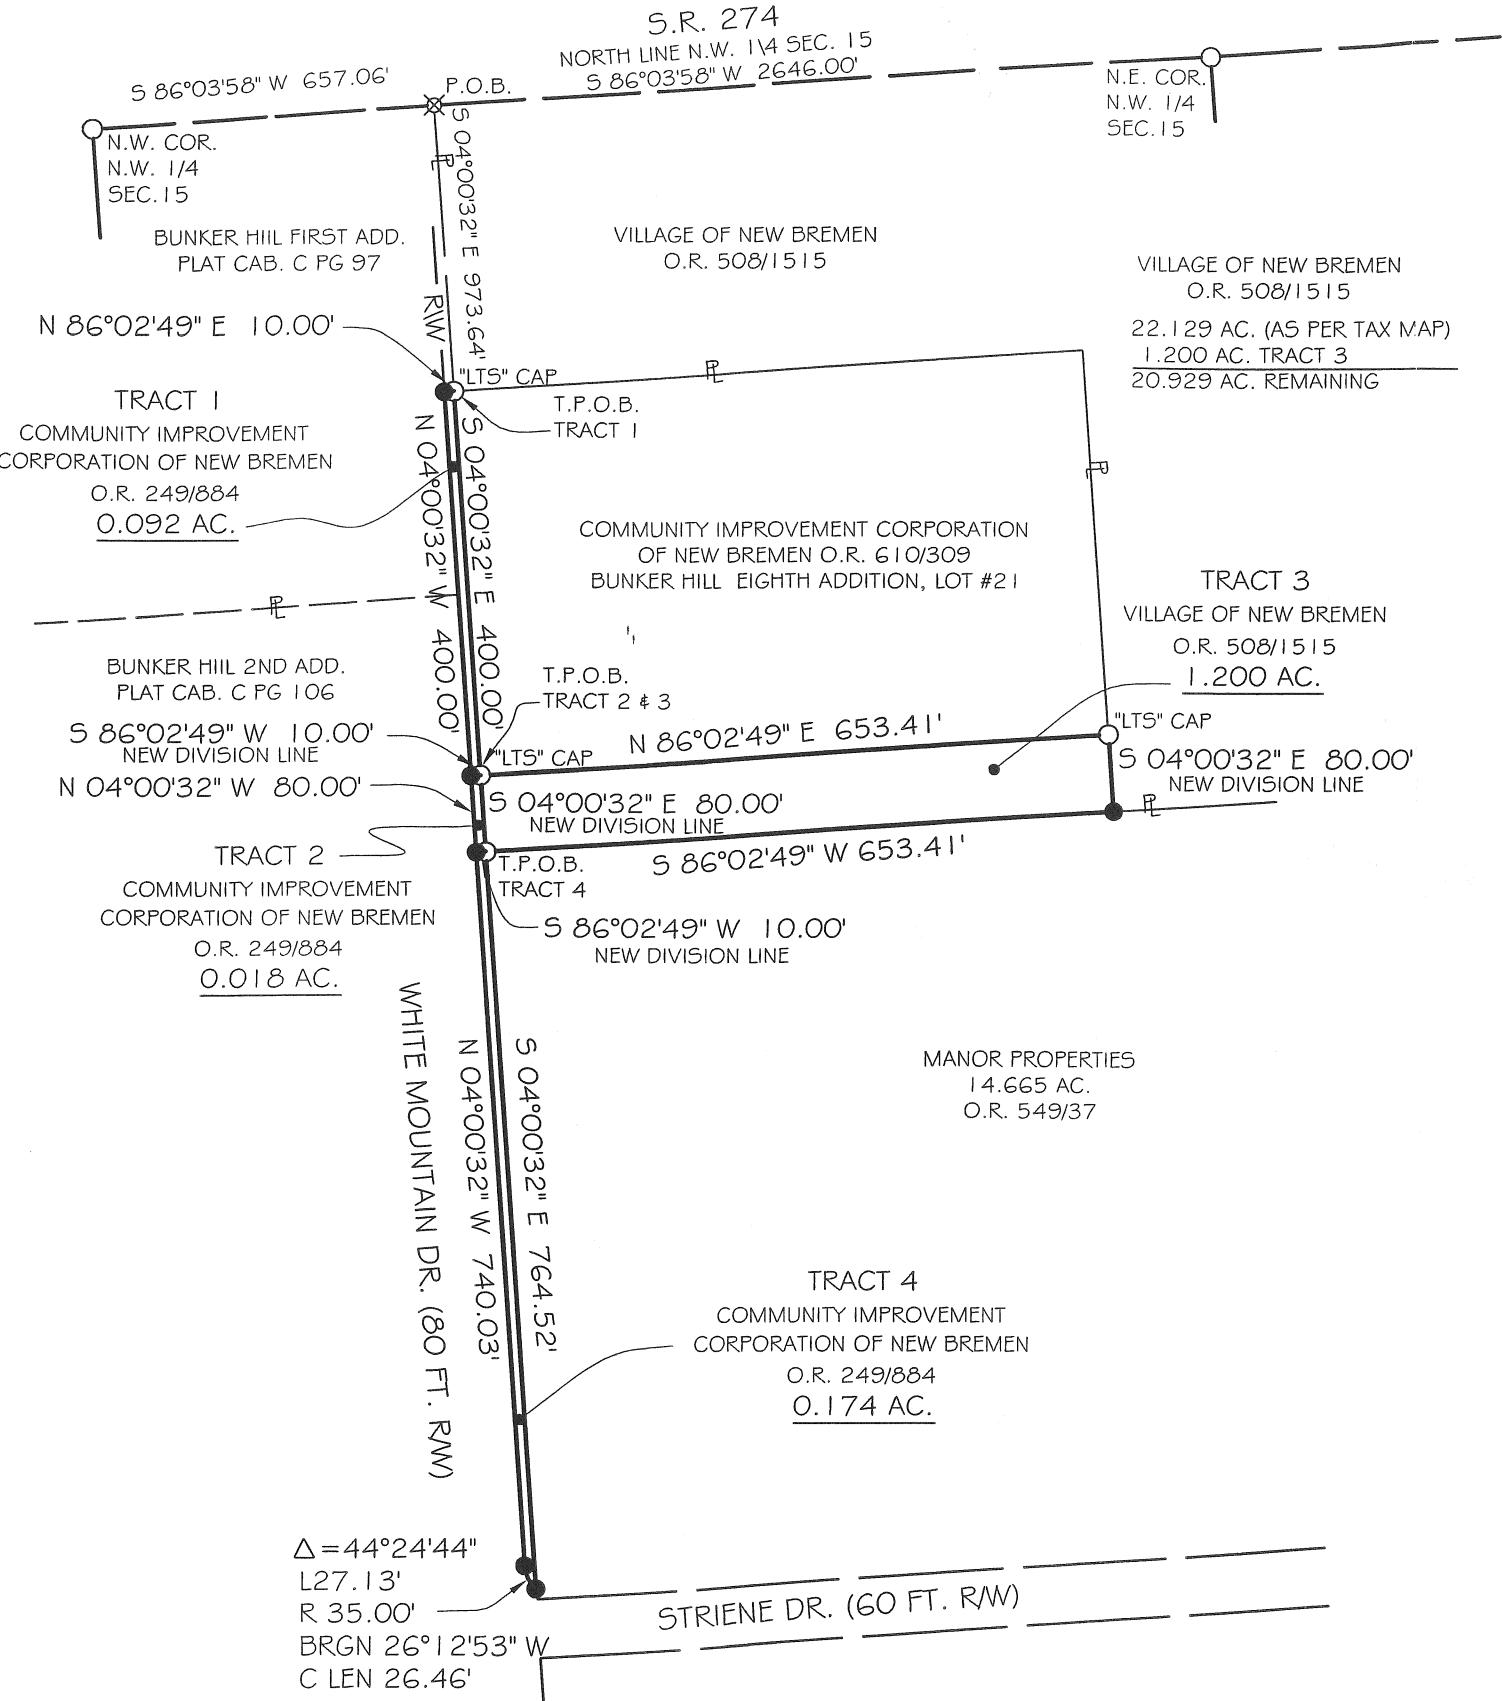 S.R. 274
NORTH LINE N.W. 1\4 SEC. 15
S 86°03'58" W 2646.00'
S 86°03'58" W 657.06'
P.O.B.
N.W. COR.
N.W. 1/4
SEC.15
N.E. COR.
N.W. 1/4
SEC.15
S 04°00'32" E 973.64'
PL
BUNKER HIIL FIRST ADD.
PLAT CAB. C PG 97
R\W
VILLAGE OF NEW BREMEN
O.R. 508/1515
VILLAGE OF NEW BREMEN
O.R. 508/1515
22.129 AC. (AS PER TAX MAP)
1.200 AC. TRACT 3
20.929 AC. REMAINING
N 86°02'49" E 10.00'
"LTS" CAP
PL
T.P.O.B.
TRACT 1
TRACT 1
COMMUNITY IMPROVEMENT
CORPORATION OF NEW BREMEN
O.R. 249/884
0.092 AC.
N 04°00'32" W 400.00'
S 04°00'32" E 400.00'
PL
COMMUNITY IMPROVEMENT CORPORATION
OF NEW BREMEN O.R. 610/309
BUNKER HILL EIGHTH ADDITION, LOT #21
TRACT 3
VILLAGE OF NEW BREMEN
O.R. 508/1515
1.200 AC.
PL
BUNKER HIIL 2ND ADD.
PLAT CAB. C PG 106
T.P.O.B.
TRACT 2 & 3
S 86°02'49" W 10.00'
NEW DIVISION LINE
N 04°00'32" W 80.00'
"LTS" CAP
N 86°02'49" E 653.41'
"LTS" CAP
S 04°00'32" E 80.00'
NEW DIVISION LINE
S 04°00'32" E 80.00'
NEW DIVISION LINE
PL
S 86°02'49" W 653.41'
T.P.O.B.
TRACT 4
TRACT 2
COMMUNITY IMPROVEMENT
CORPORATION OF NEW BREMEN
O.R. 249/884
0.018 AC.
S 86°02'49" W 10.00'
NEW DIVISION LINE
WHITE MOUNTAIN DR. (80 FT. R/W)
N 04°00'32" W 740.03'
S 04°00'32" E 764.52'
MANOR PROPERTIES
14.665 AC.
O.R. 549/37
TRACT 4
COMMUNITY IMPROVEMENT
CORPORATION OF NEW BREMEN
O.R. 249/884
0.174 AC.
Δ=44°24'44"
L27.13'
R 35.00'
BRGN 26°12'53" W
C LEN 26.46'
STRIENE DR. (60 FT. R/W)